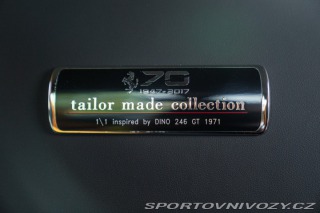 70
1947-2017
tailor made collection
1\1 inspired by DINO 246 GT 1971
SPORTOVNIVOZY.CZ